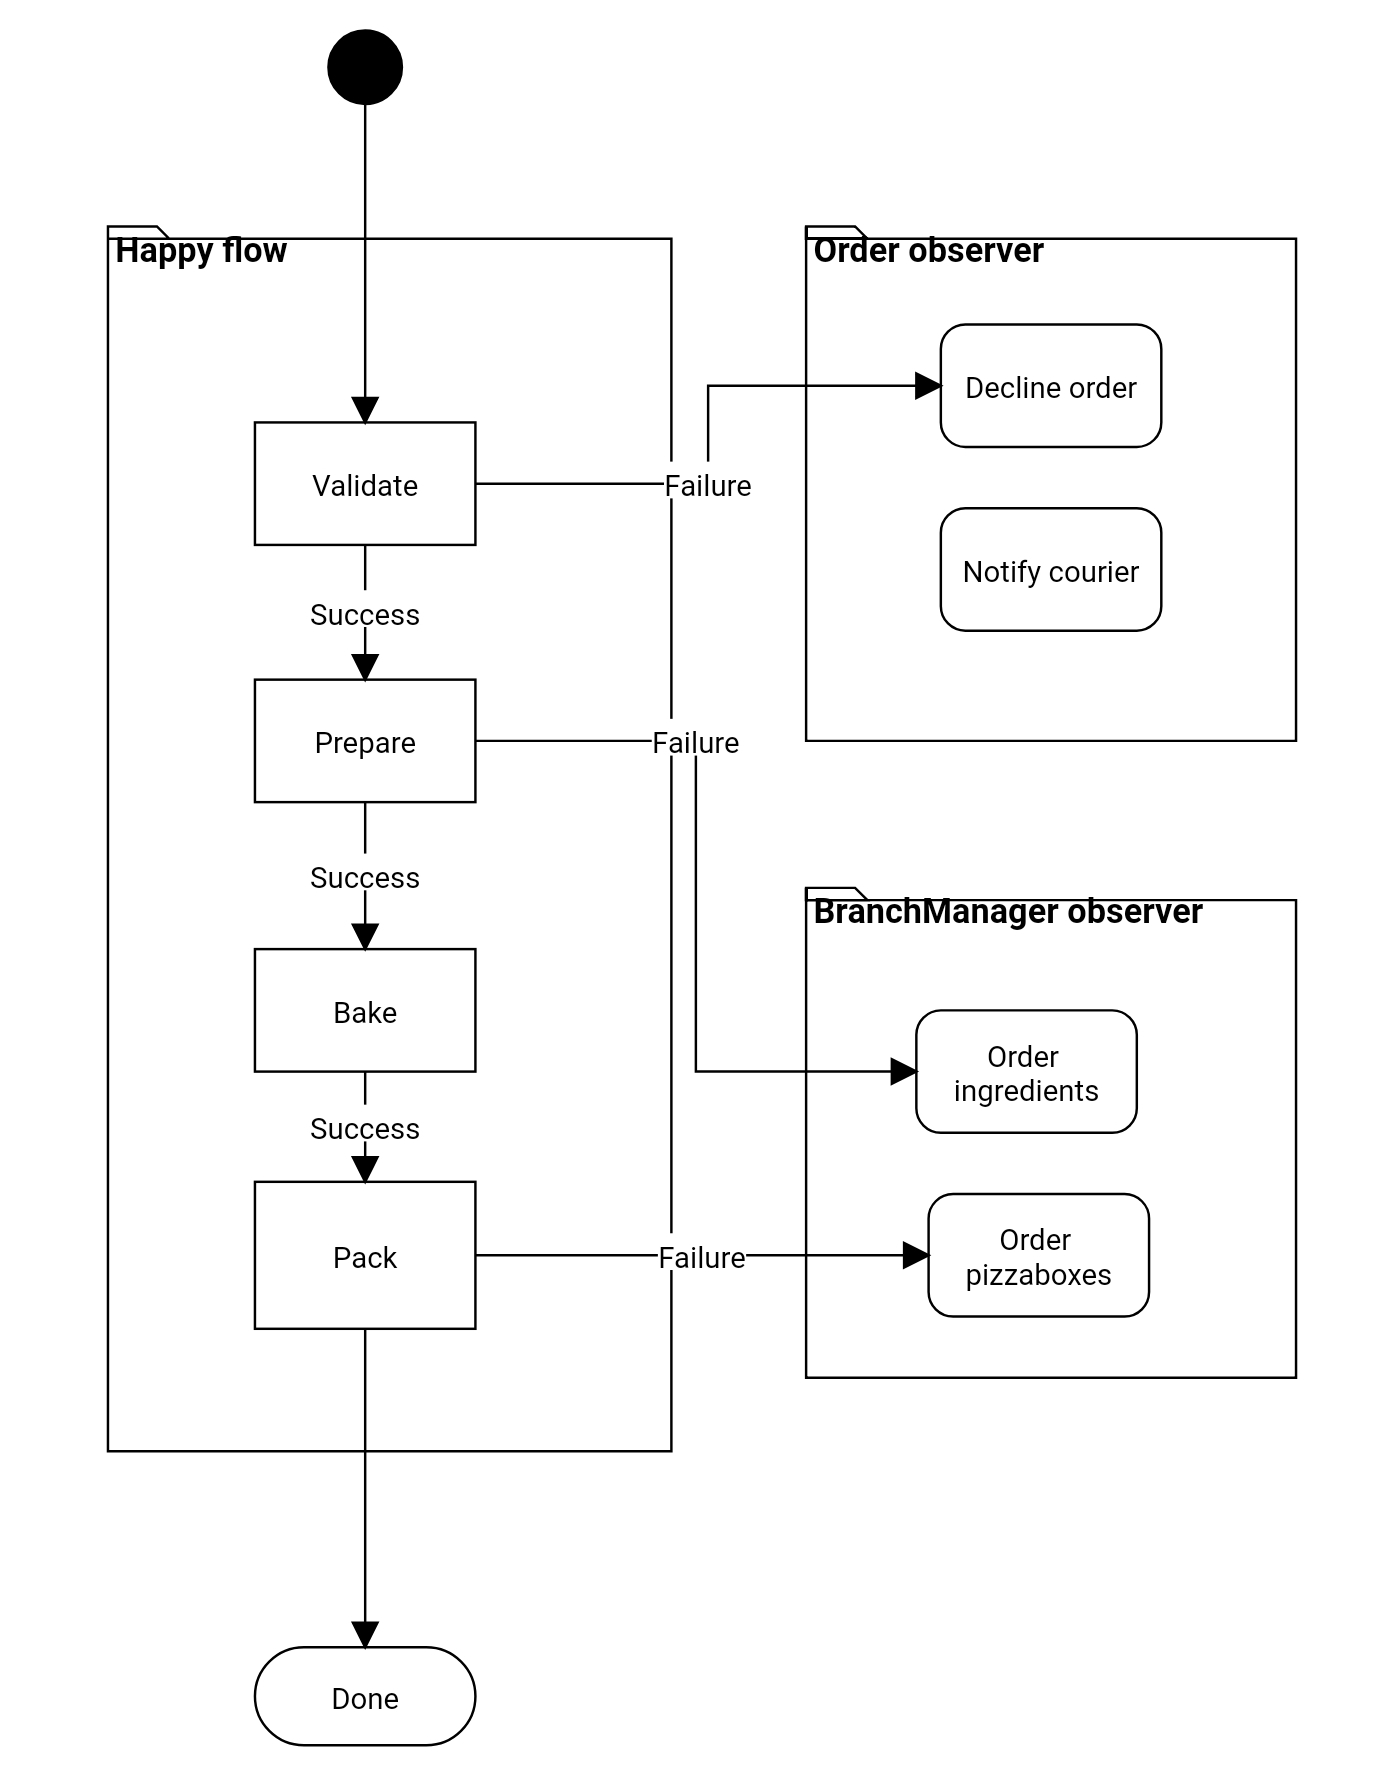 Happy flow
Order observer
Decline order
Validate
Failure
Notify courier
Success
Prepare
Failure
Success
BranchManager observer
Bake
Order
ingredients
Success
Pack
Failure
Order
pizzaboxes
Done